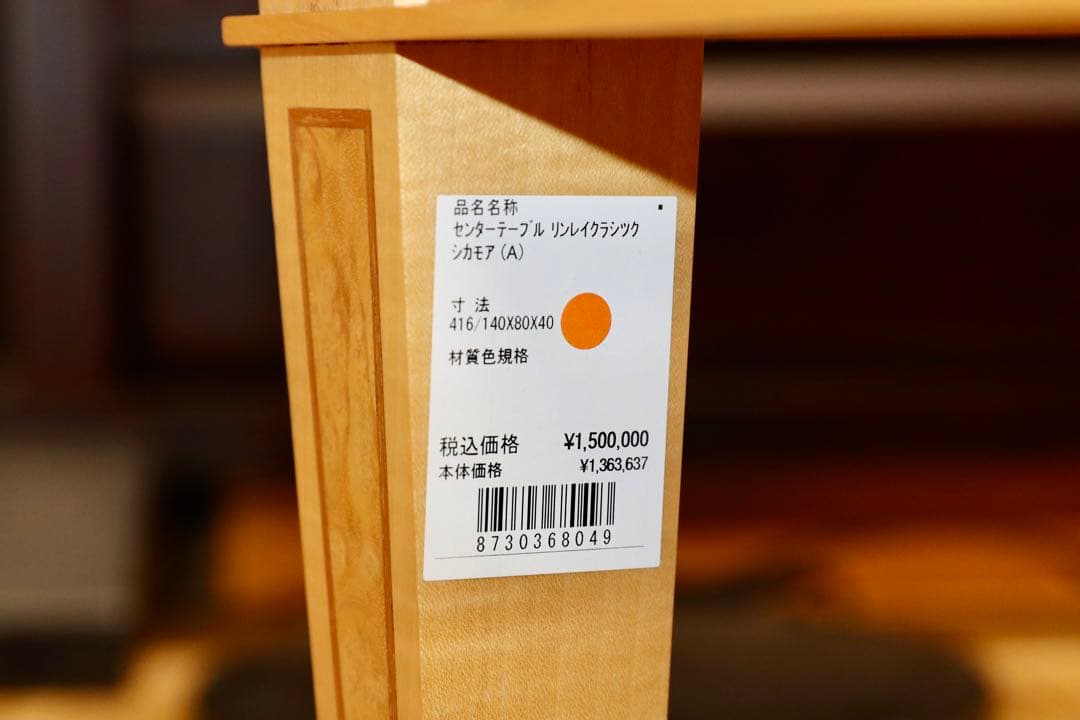 品名名称
センターテーブル リンレイクラシツク
シカモア (A)
寸 法
416/140X80X40
材質色規格
税込価格 ¥1,500,000
本体価格 ¥1,363,637
8730368049